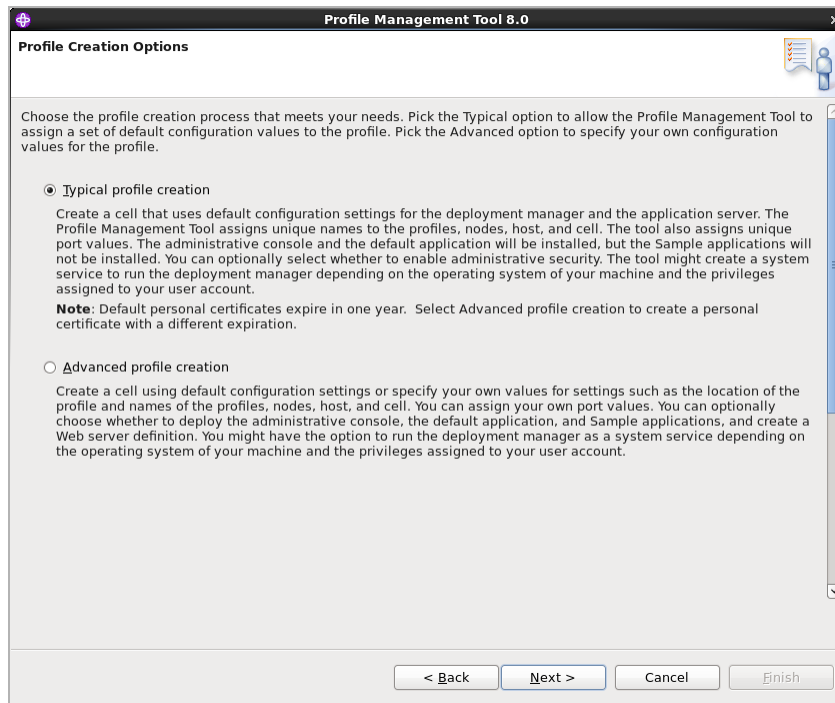 Profile Management Tool 8.0
Profile Creation Options
Choose the profile creation process that meets your needs. Pick the Typical option to allow the Profile Management Tool to
assign a set of default configuration values to the profile. Pick the Advanced option to specify your own configuration
values for the profile.
Typical profile creation
Create a cell that uses default configuration settings for the deployment manager and the application server. The
Profile Management Tool assigns unique names to the profiles, nodes, host, and cell. The tool also assigns unique
port values. The administrative console and the default application will be installed, but the Sample applications will
not be installed. You can optionally select whether to enable administrative security. The tool might create a system
service to run the deployment manager depending on the operating system of your machine and the privileges
assigned to your user account.
Note: Default personal certificates expire in one year.  Select Advanced profile creation to create a personal
certificate with a different expiration.
Advanced profile creation
Create a cell using default configuration settings or specify your own values for settings such as the location of the
profile and names of the profiles, nodes, host, and cell. You can assign your own port values. You can optionally
choose whether to deploy the administrative console, the default application, and Sample applications, and create a
Web server definition. You might have the option to run the deployment manager as a system service depending on
the operating system of your machine and the privileges assigned to your user account.
< Back Next > Cancel Finish